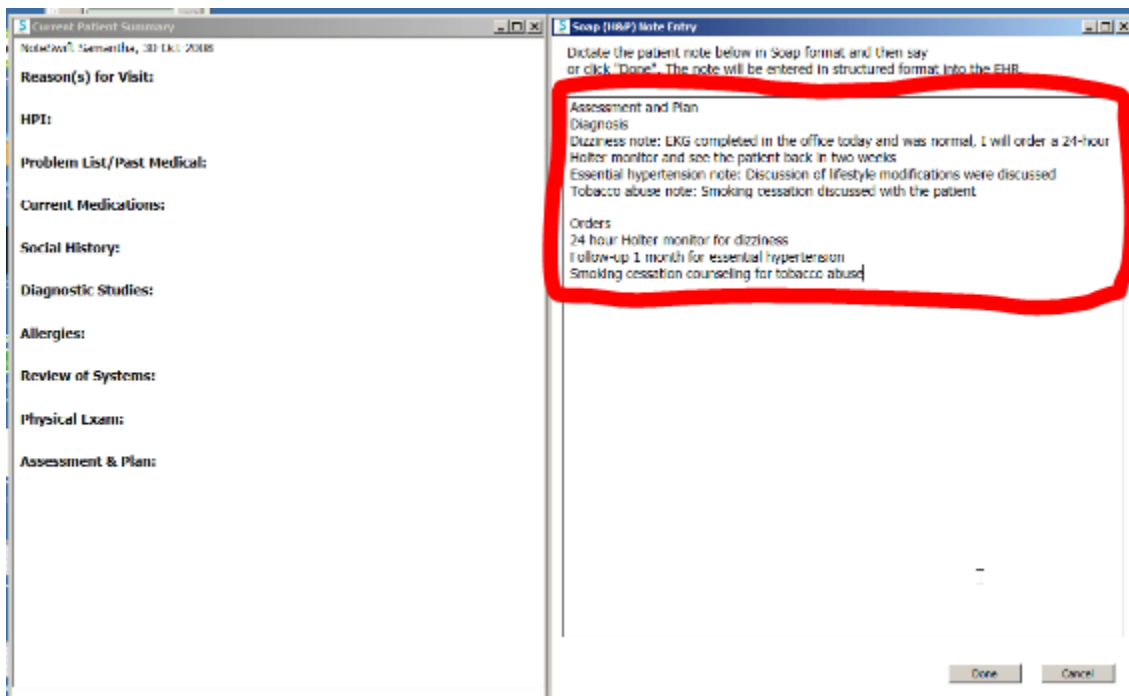 Current Patient Summary
NoteSwift Samantha, 30-Oct-2008
Reason(s) for Visit:
HPI:
Problem List/Past Medical:
Current Medications:
Social History:
Diagnostic Studies:
Allergies:
Review of Systems:
Physical Exam:
Assessment & Plan:
Soap (H&P) Note Entry
Dictate the patient note below in Soap format and then say
or click "Done". The note will be entered in structured format into the EHR.
Assessment and Plan
Diagnosis
Dizziness note: EKG completed in the office today and was normal, I will order a 24-hour
Holter monitor and see the patient back in two weeks
Essential hypertension note: Discussion of lifestyle modifications were discussed
Tobacco abuse note: Smoking cessation discussed with the patient
Orders
24 hour Holter monitor for dizziness
Follow-up 1 month for essential hypertension
Smoking cessation counseling for tobacco abuse
Done
Cancel